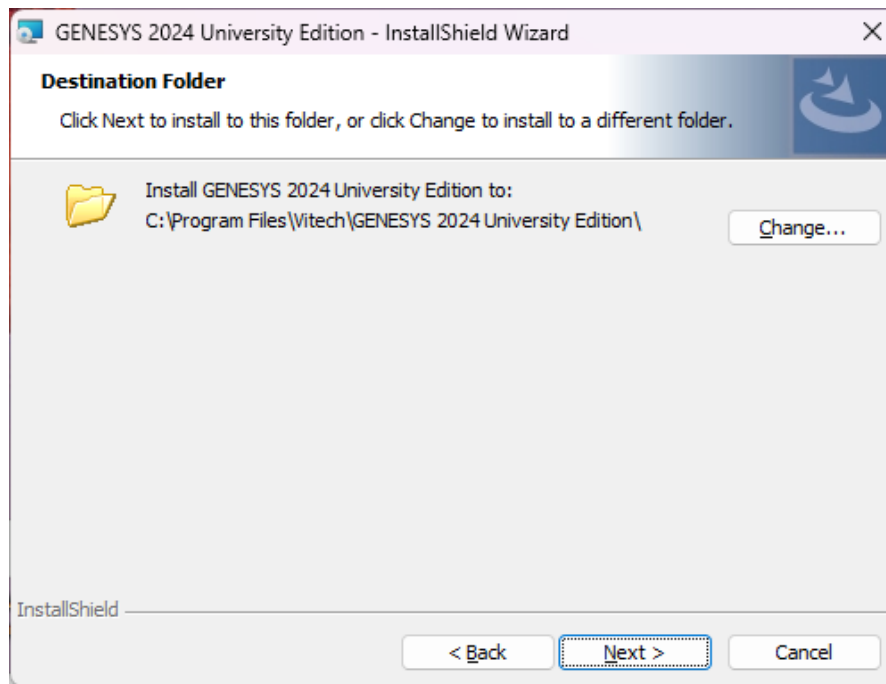 GENESYS 2024 University Edition - InstallShield Wizard
Destination Folder
Click Next to install to this folder, or click Change to install to a different folder.
Install GENESYS 2024 University Edition to:
C:\Program Files\Vitech\GENESYS 2024 University Edition\
Change...
InstallShield
< Back
Next >
Cancel